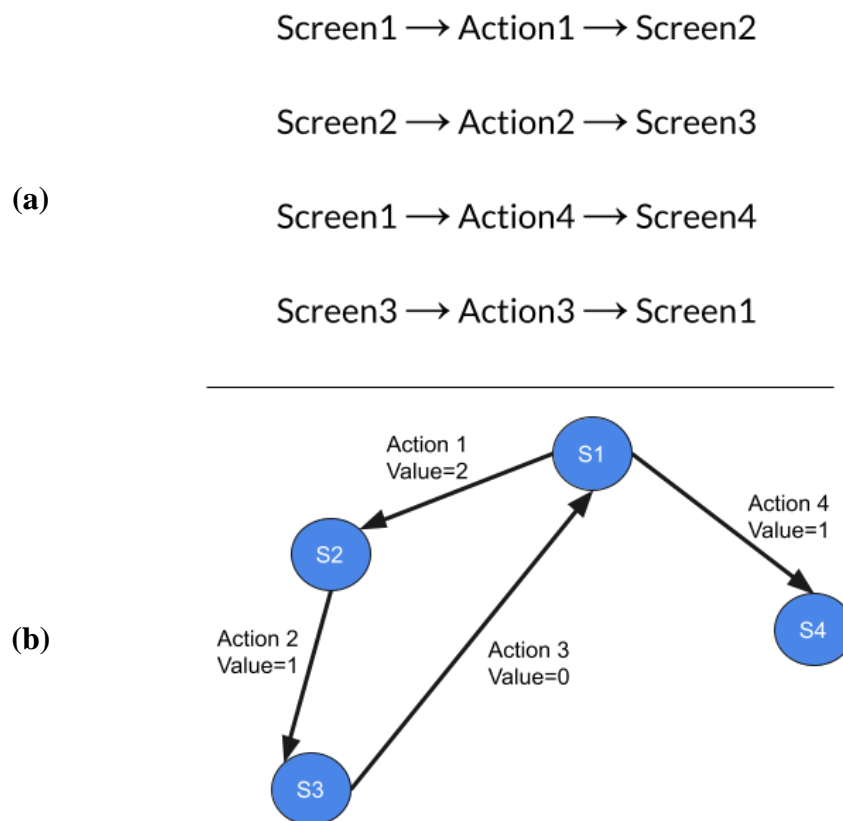 (a)
Screen1 → Action1 → Screen2
Screen2 → Action2 → Screen3
Screen1 → Action4 → Screen4
Screen3 → Action3 → Screen1
(b)
S1
Action 1
Value=2
Action 4
Value=1
S2
S4
Action 2
Value=1
Action 3
Value=0
S3